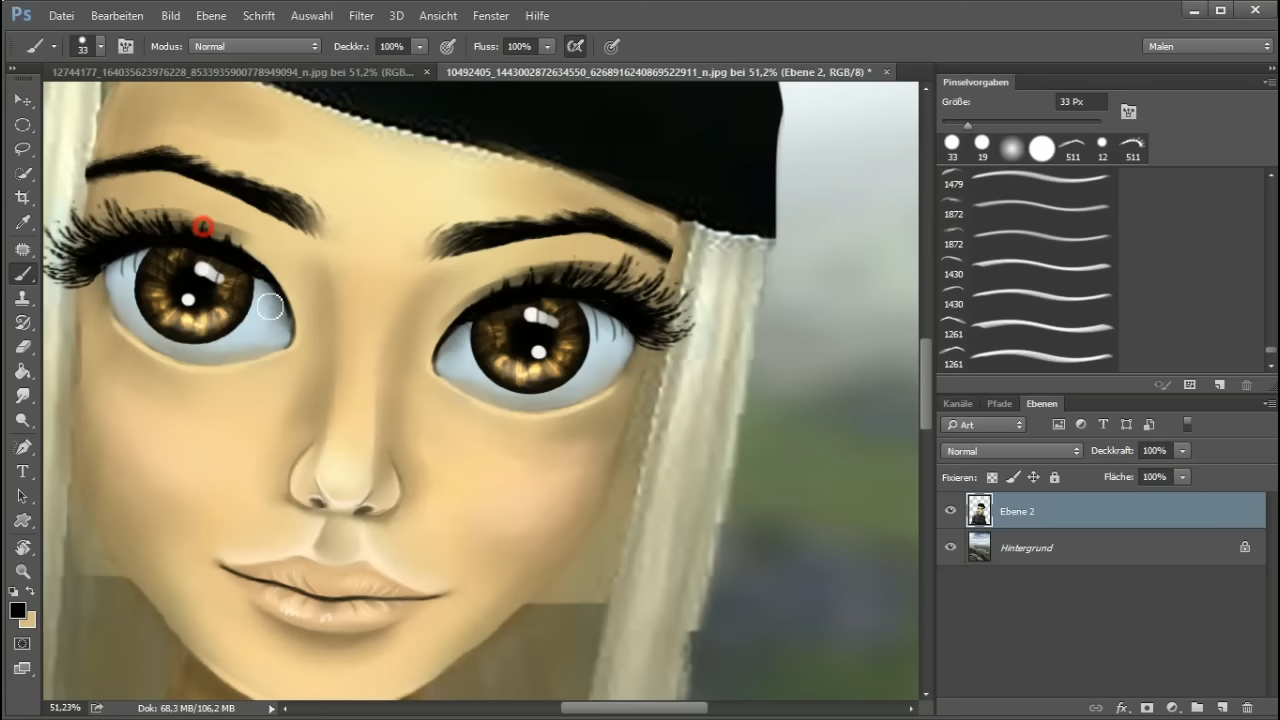 Ps Datei Bearbeiten Bild Ebene Schrift Auswahl Filter 3D Ansicht Fenster Hilfe
33 Modus: Normal Deckkr.: 100% Fluss: 100% Malen
12744177_164035623976228_8533935900778949094_n.jpg bei 51,2% (RGB... × 10492405_1443002872634550_6268916240869522911_n.jpg bei 51,2% (Ebene 2, RGB/8) * ×
Pinselvorgaben
Größe: 33 Px
33 19 511 12 511
1479
1872
1872
1430
1430
1261
1261
Kanäle Pfade Ebenen
Art
Normal Deckkraft: 100%
Fixieren: Fläche: 100%
Ebene 2
Hintergrund
T
51,23% Dok: 68,3 MB/106,2 MB
fx